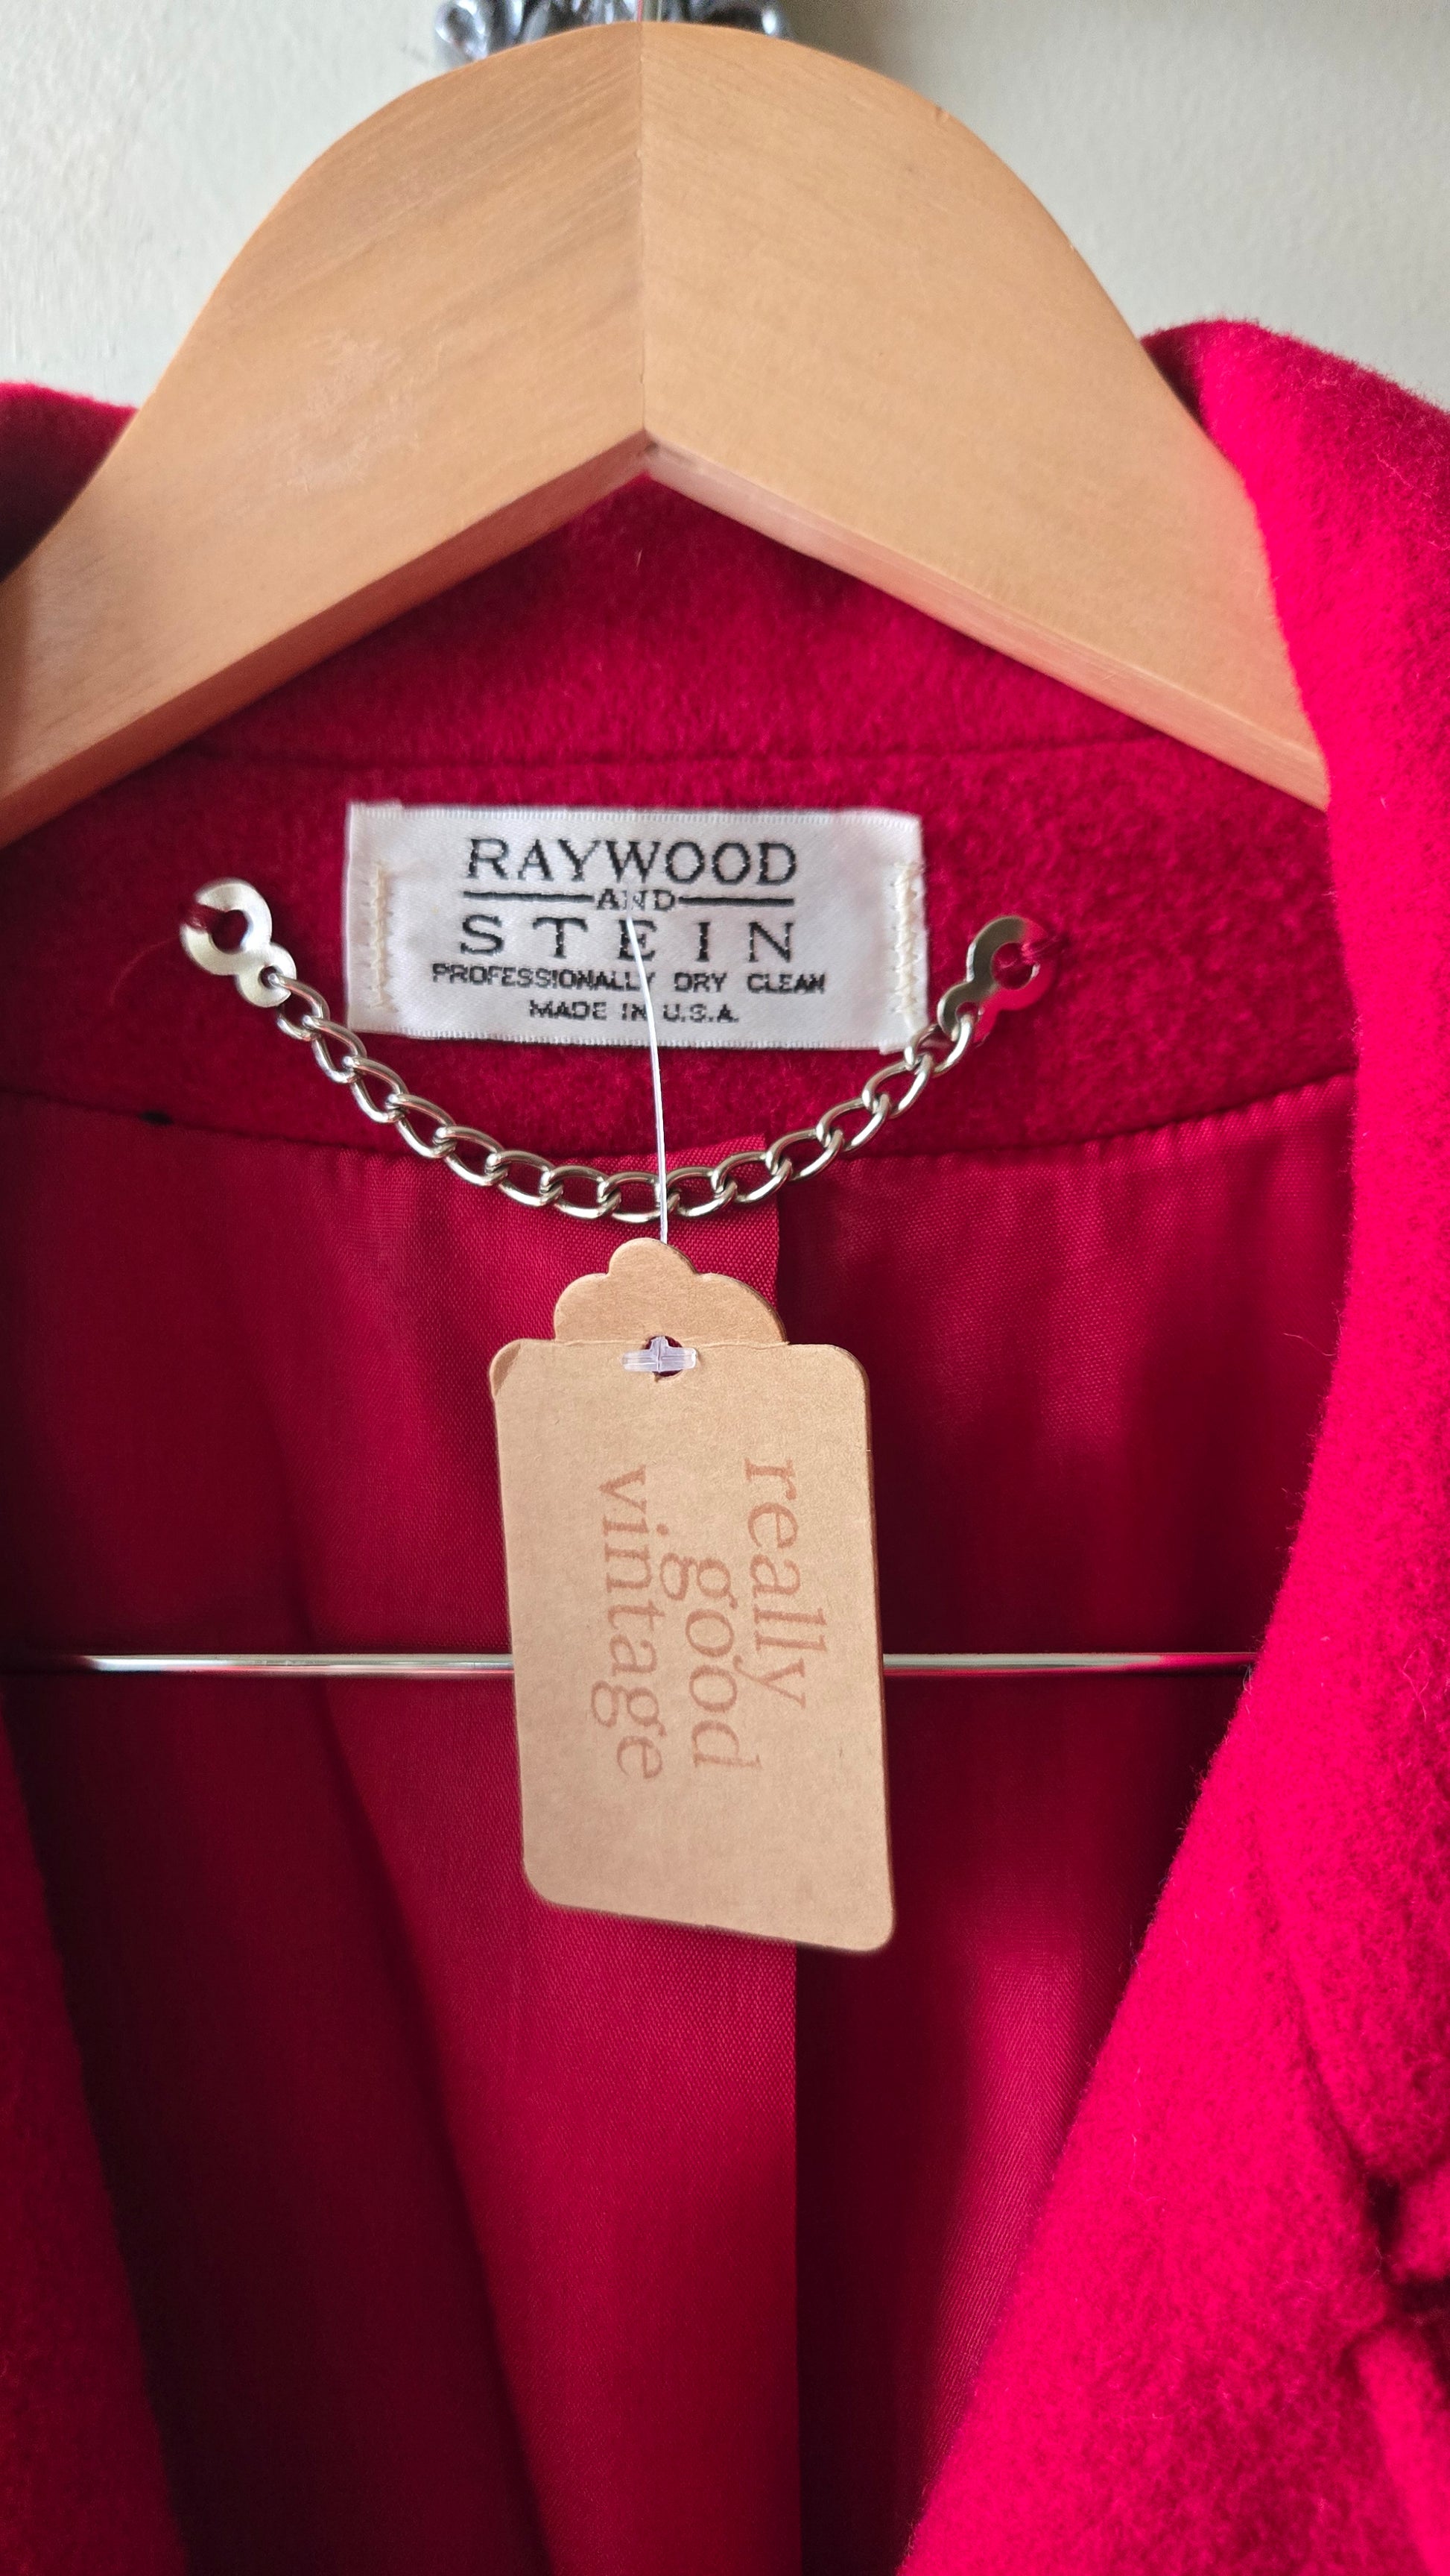 RAYWOOD
AND
STEIN
PROFESSIONALLY DRY CLEAN
MADE IN U.S.A.
really
good
vintage